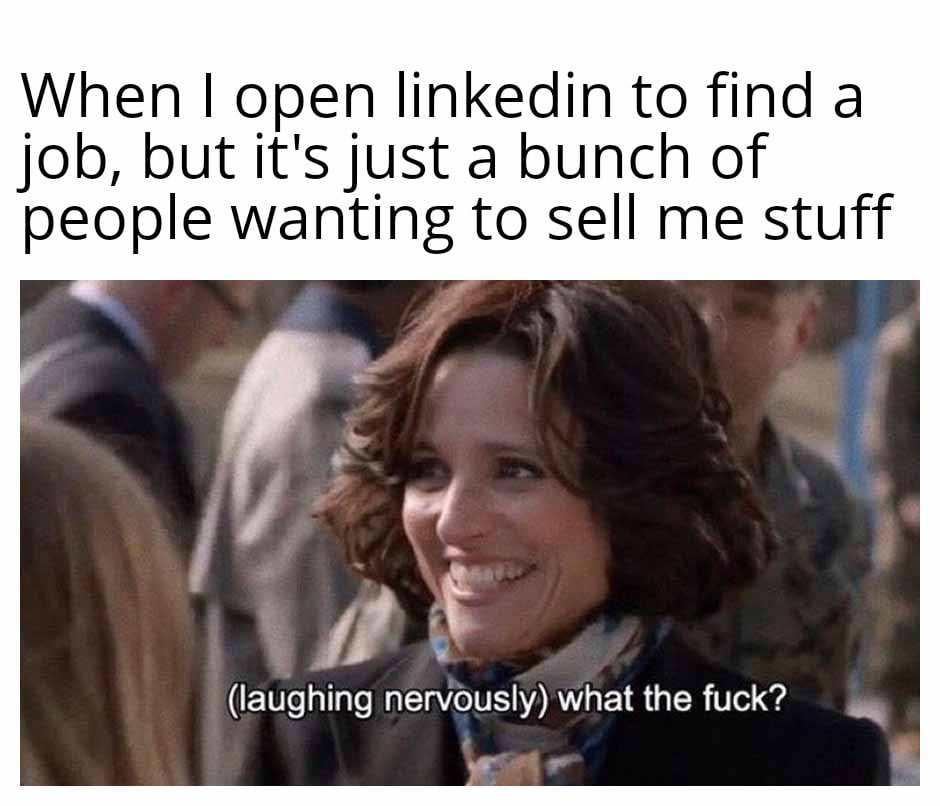 When I open linkedin to find a
job, but it's just a bunch of
people wanting to sell me stuff
(laughing nervously) what the fuck?